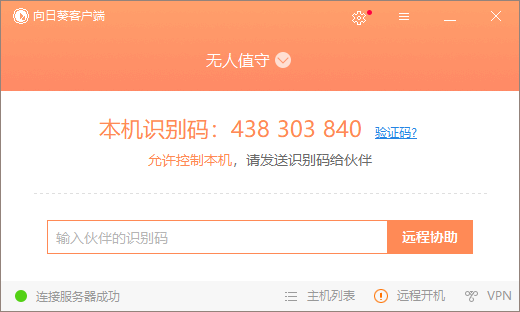 向日葵客户端
无人值守
本机识别码：438 303 840 验证码?
允许控制本机，请发送识别码给伙伴
输入伙伴的识别码 远程协助
连接服务器成功 主机列表 远程开机 VPN